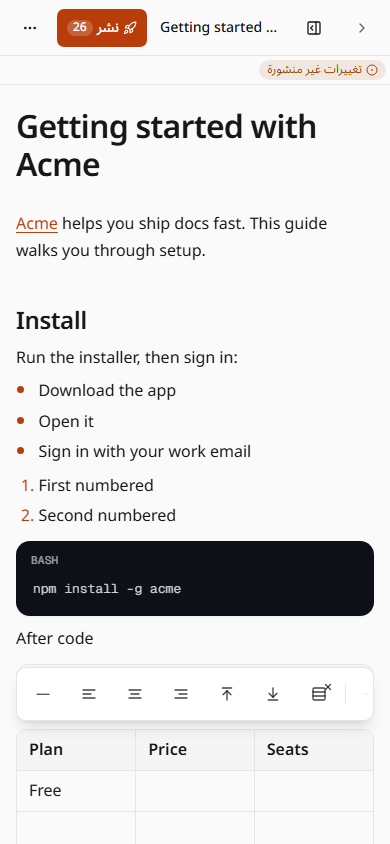 نشر 26
Getting started ...
تغييرات غير منشورة
Getting started with
Acme
Acme helps you ship docs fast. This guide
walks you through setup.
Install
Run the installer, then sign in:
Download the app
Open it
Sign in with your work email
1. First numbered
2. Second numbered
BASH
npm install -g acme
After code
Plan Price Seats
Free